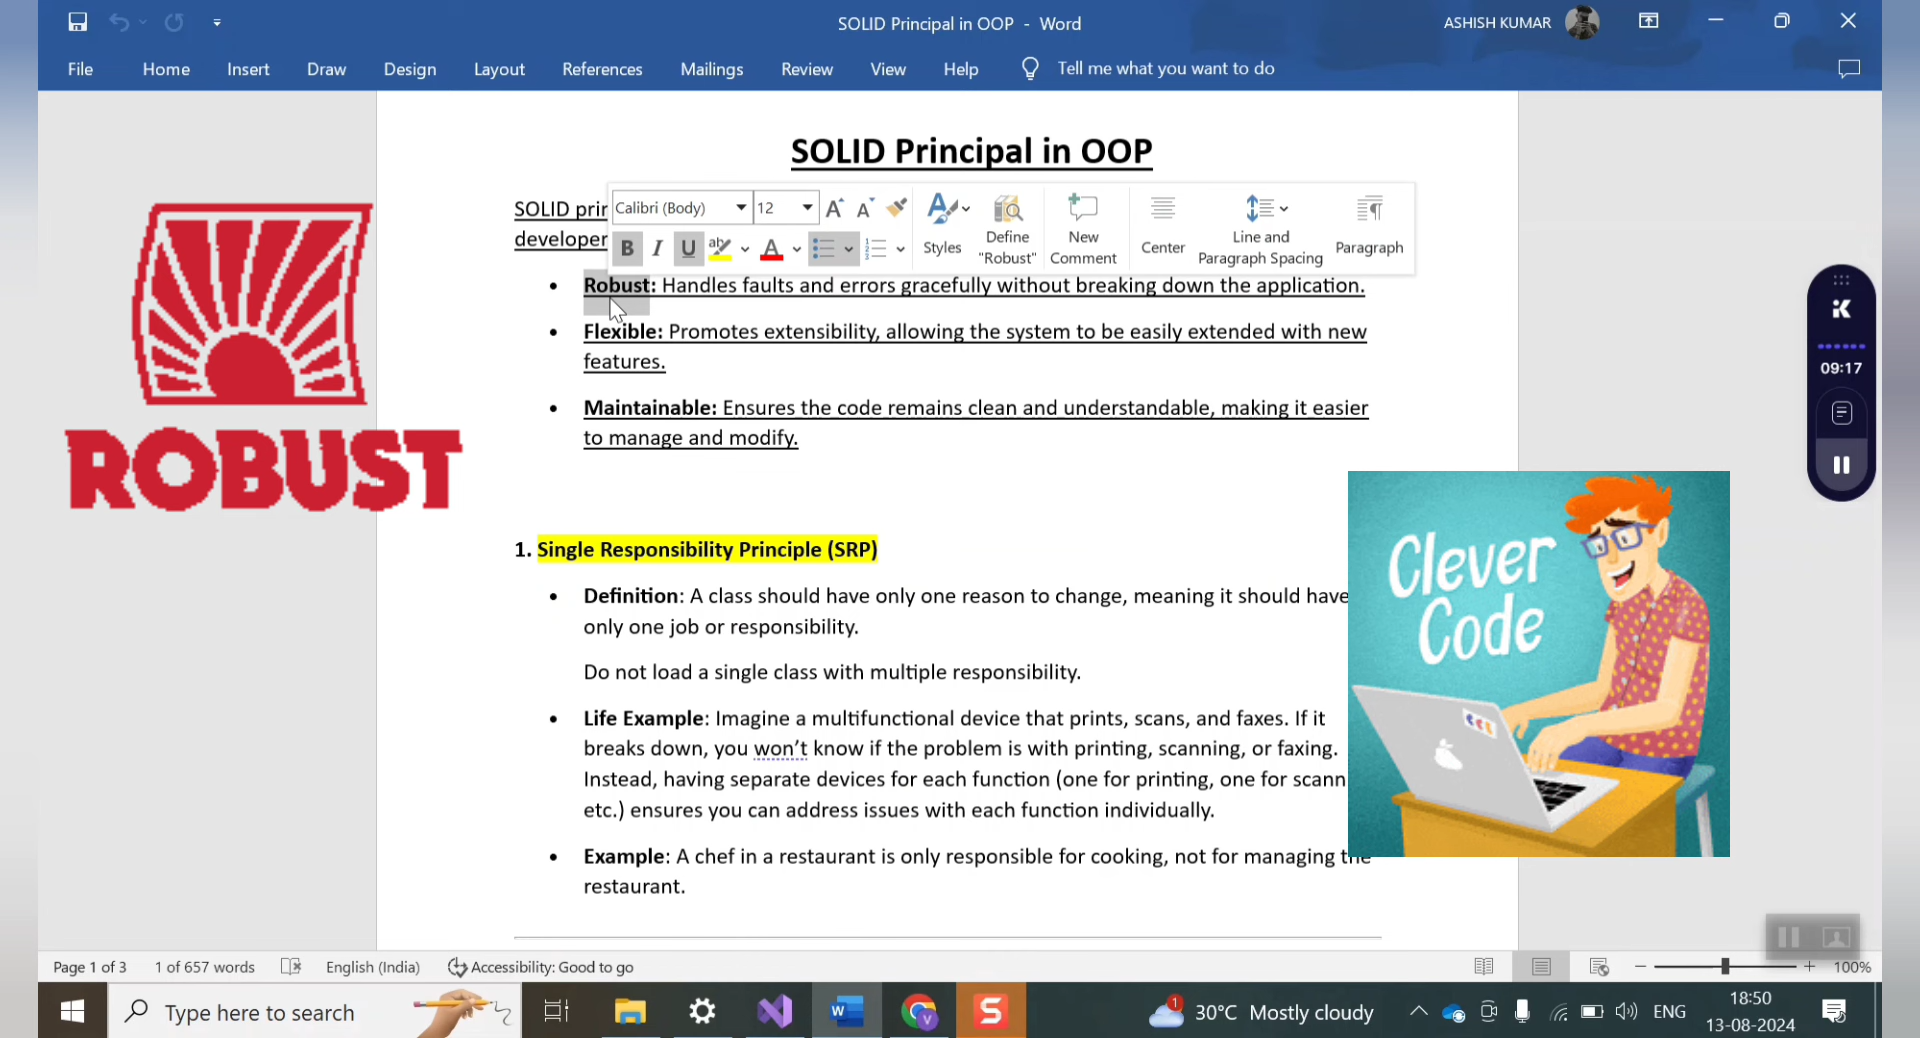 SOLID Principal in OOP - Word
ASHISH KUMAR
File Home Insert Draw Design Layout References Mailings Review View Help Tell me what you want to do
SOLID Principal in OOP
SOLID prin
developer
Calibri (Body) 12
Styles Define "Robust" New Comment Center Line and Paragraph Spacing Paragraph
• Robust: Handles faults and errors gracefully without breaking down the application.
• Flexible: Promotes extensibility, allowing the system to be easily extended with new
features.
• Maintainable: Ensures the code remains clean and understandable, making it easier
to manage and modify.
ROBUST
09:17
Clever
Code
1. Single Responsibility Principle (SRP)
• Definition: A class should have only one reason to change, meaning it should have
only one job or responsibility.
Do not load a single class with multiple responsibility.
• Life Example: Imagine a multifunctional device that prints, scans, and faxes. If it
breaks down, you won't know if the problem is with printing, scanning, or faxing.
Instead, having separate devices for each function (one for printing, one for scann
etc.) ensures you can address issues with each function individually.
• Example: A chef in a restaurant is only responsible for cooking, not for managing the
restaurant.
Page 1 of 3 1 of 657 words English (India) Accessibility: Good to go 100%
Type here to search
1 30°C Mostly cloudy ENG 18:50
13-08-2024